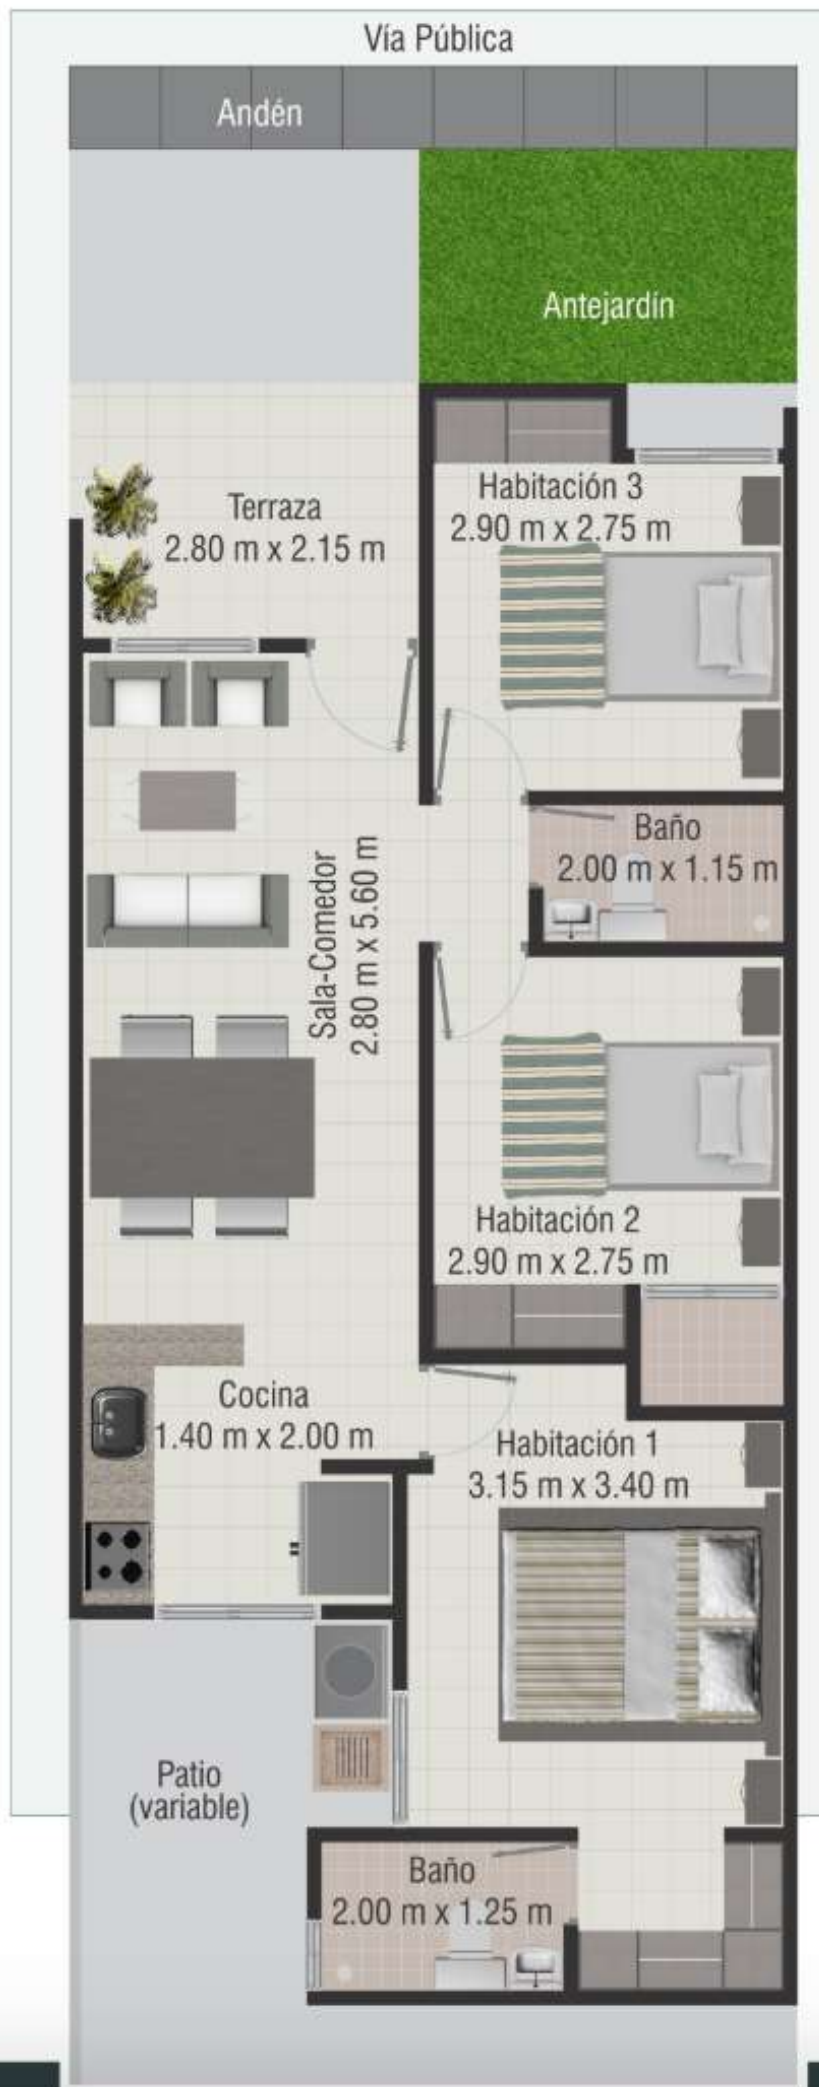 Vía Pública
Andén
Antejardín
Habitación 3
2.90 m x 2.75 m
Terraza
2.80 m x 2.15 m
Baño
2.00 m x 1.15 m
Sala-Comedor
2.80 m x 5.60 m
Habitación 2
2.90 m x 2.75 m
Cocina
1.40 m x 2.00 m
Habitación 1
3.15 m x 3.40 m
Patio
(variable)
Baño
2.00 m x 1.25 m